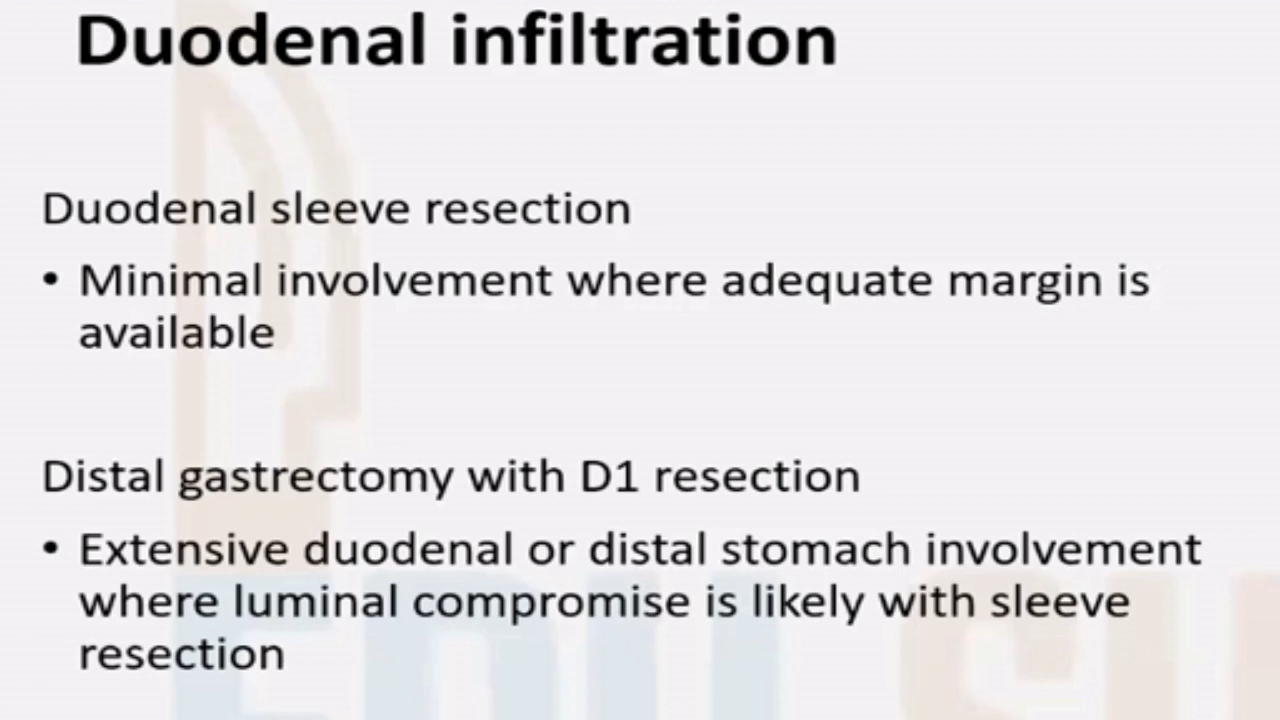 Duodenal infiltration
Duodenal sleeve resection
• Minimal involvement where adequate margin is
available
Distal gastrectomy with D1 resection
• Extensive duodenal or distal stomach involvement
where luminal compromise is likely with sleeve
resection